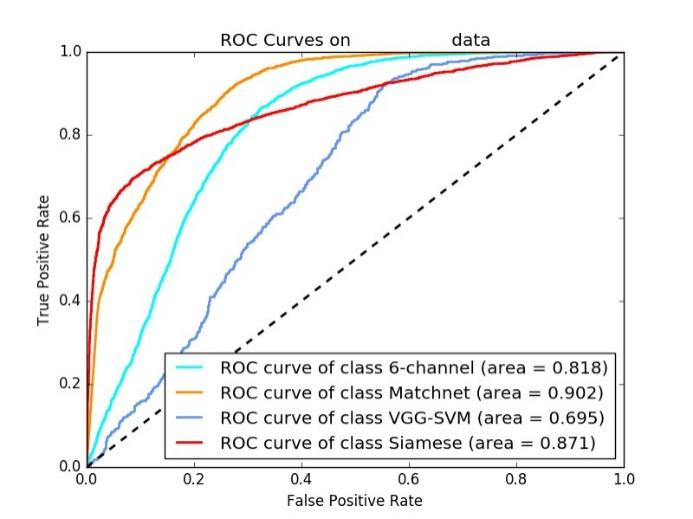 ROC Curves on data
1.0
0.8
0.6
0.4
0.2
0.0
True Positive Rate
ROC curve of class 6-channel (area = 0.818)
ROC curve of class Matchnet (area = 0.902)
ROC curve of class VGG-SVM (area = 0.695)
ROC curve of class Siamese (area = 0.871)
0.0 0.2 0.4 0.6 0.8 1.0
False Positive Rate